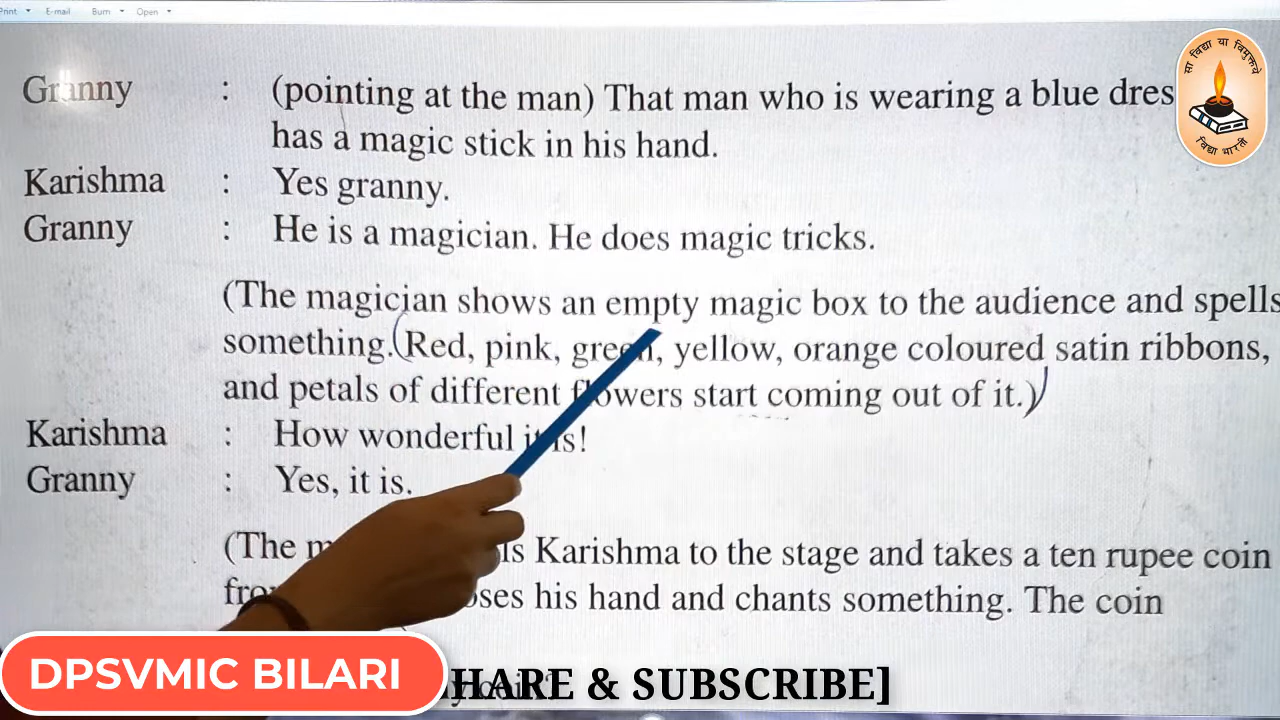 Print E-mail Burn Open
सा विद्या या विमुक्तये
विद्या भारती
Granny : (pointing at the man) That man who is wearing a blue dres
has a magic stick in his hand.
Karishma : Yes granny.
Granny : He is a magician. He does magic tricks.
(The magician shows an empty magic box to the audience and spells
something. (Red, pink, green, yellow, orange coloured satin ribbons,
and petals of different flowers start coming out of it.)
Karishma : How wonderful it is!
Granny : Yes, it is.
(The Karishma to the stage and takes a ten rupee coin
his hand and chants something. The coin
DPSVMIC BILARI
HARE & SUBSCRIBE]